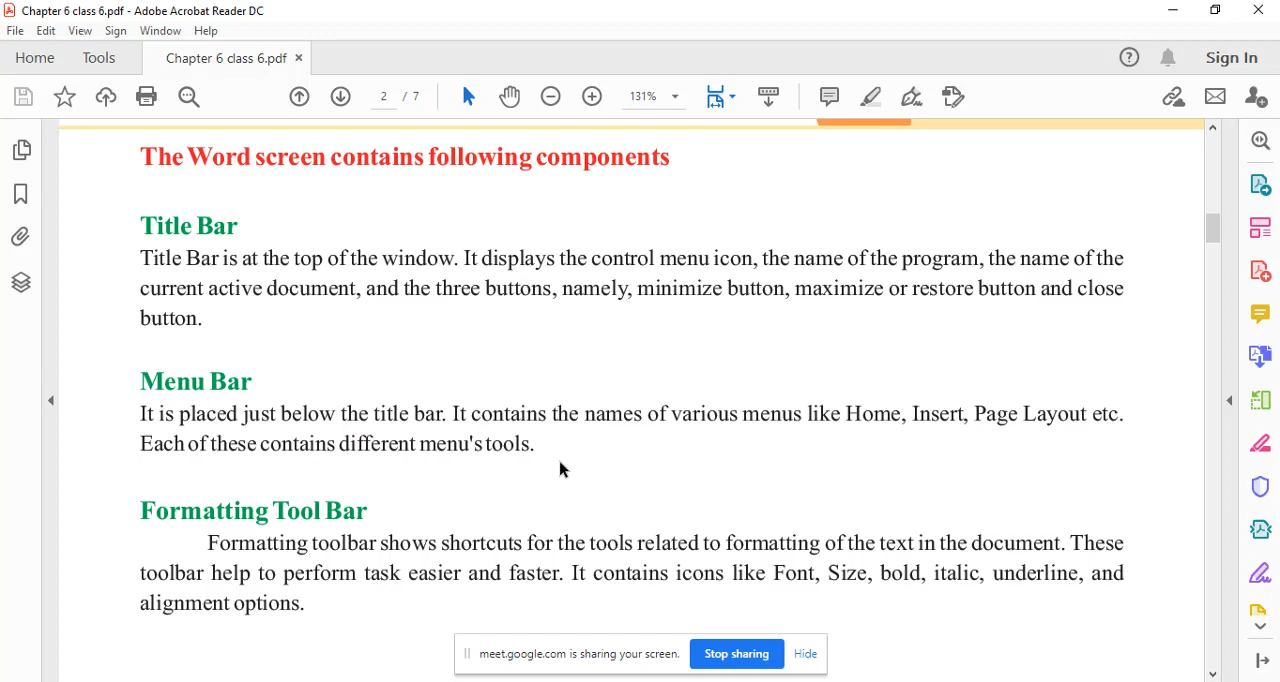 Chapter 6 class 6.pdf - Adobe Acrobat Reader DC
File Edit View Sign Window Help
Home Tools Chapter 6 class 6.pdf × Sign In
2 / 7 131%
The Word screen contains following components
Title Bar
Title Bar is at the top of the window. It displays the control menu icon, the name of the program, the name of the
current active document, and the three buttons, namely, minimize button, maximize or restore button and close
button.
Menu Bar
It is placed just below the title bar. It contains the names of various menus like Home, Insert, Page Layout etc.
Each of these contains different menu's tools.
Formatting Tool Bar
Formatting toolbar shows shortcuts for the tools related to formatting of the text in the document. These
toolbar help to perform task easier and faster. It contains icons like Font, Size, bold, italic, underline, and
alignment options.
meet.google.com is sharing your screen. Stop sharing Hide